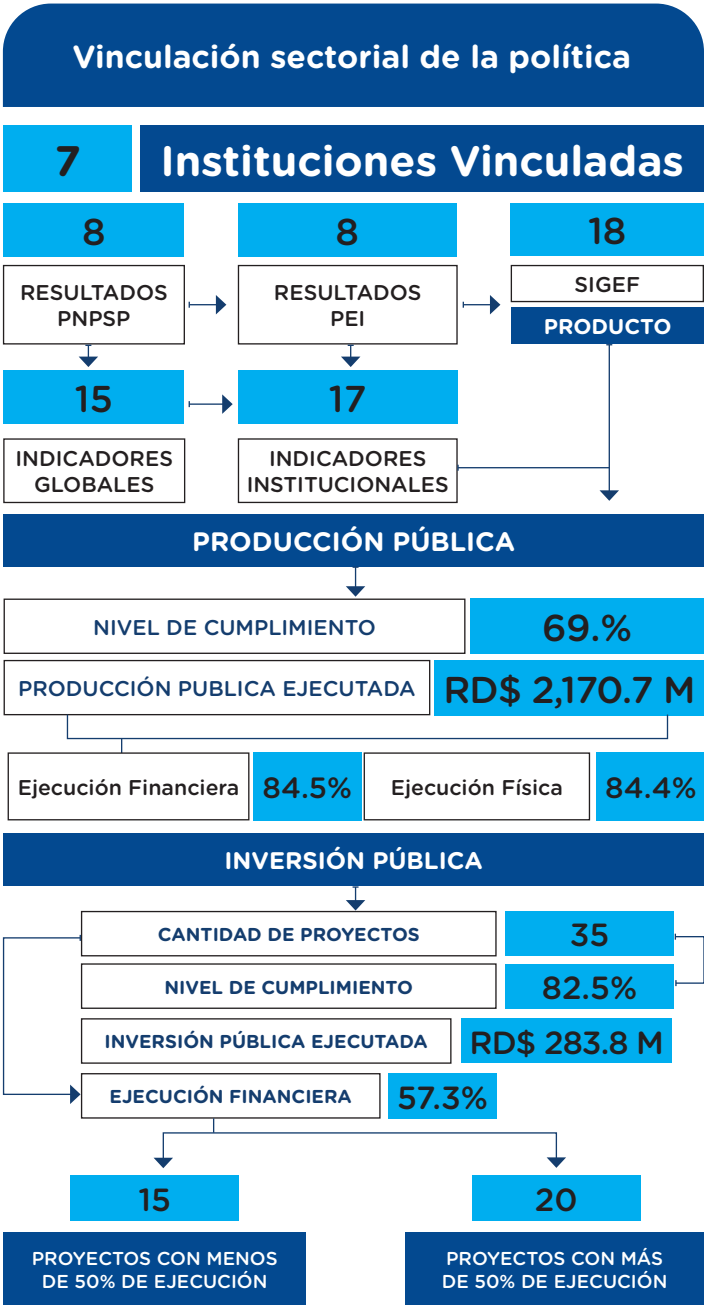 Vinculación sectorial de la política
7 Instituciones Vinculadas
8
RESULTADOS
PNPSP
8
RESULTADOS
PEI
18
SIGEF
PRODUCTO
15
INDICADORES
GLOBALES
17
INDICADORES
INSTITUCIONALES
PRODUCCIÓN PÚBLICA
NIVEL DE CUMPLIMIENTO 69.%
PRODUCCIÓN PUBLICA EJECUTADA RD$ 2,170.7 M
Ejecución Financiera 84.5% Ejecución Física 84.4%
INVERSIÓN PÚBLICA
CANTIDAD DE PROYECTOS 35
NIVEL DE CUMPLIMIENTO 82.5%
INVERSIÓN PÚBLICA EJECUTADA RD$ 283.8 M
EJECUCIÓN FINANCIERA 57.3%
15
PROYECTOS CON MENOS
DE 50% DE EJECUCIÓN
20
PROYECTOS CON MÁS
DE 50% DE EJECUCIÓN